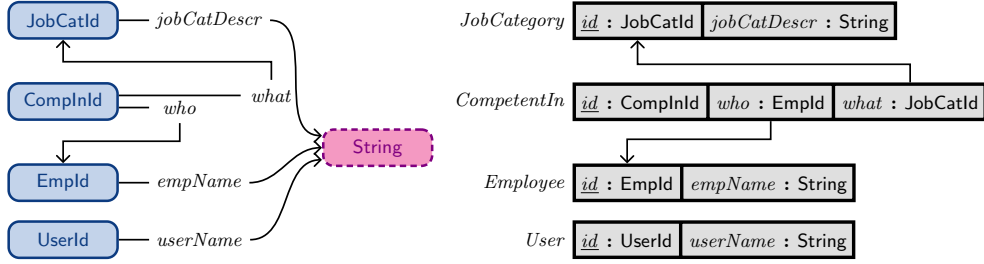 JobCatId jobCatDescr
what
CompInId who
String
EmpId empName
UserId userName
JobCategory id : JobCatId jobCatDescr : String
CompetentIn id : CompInId who : EmpId what : JobCatId
Employee id : EmpId empName : String
User id : UserId userName : String